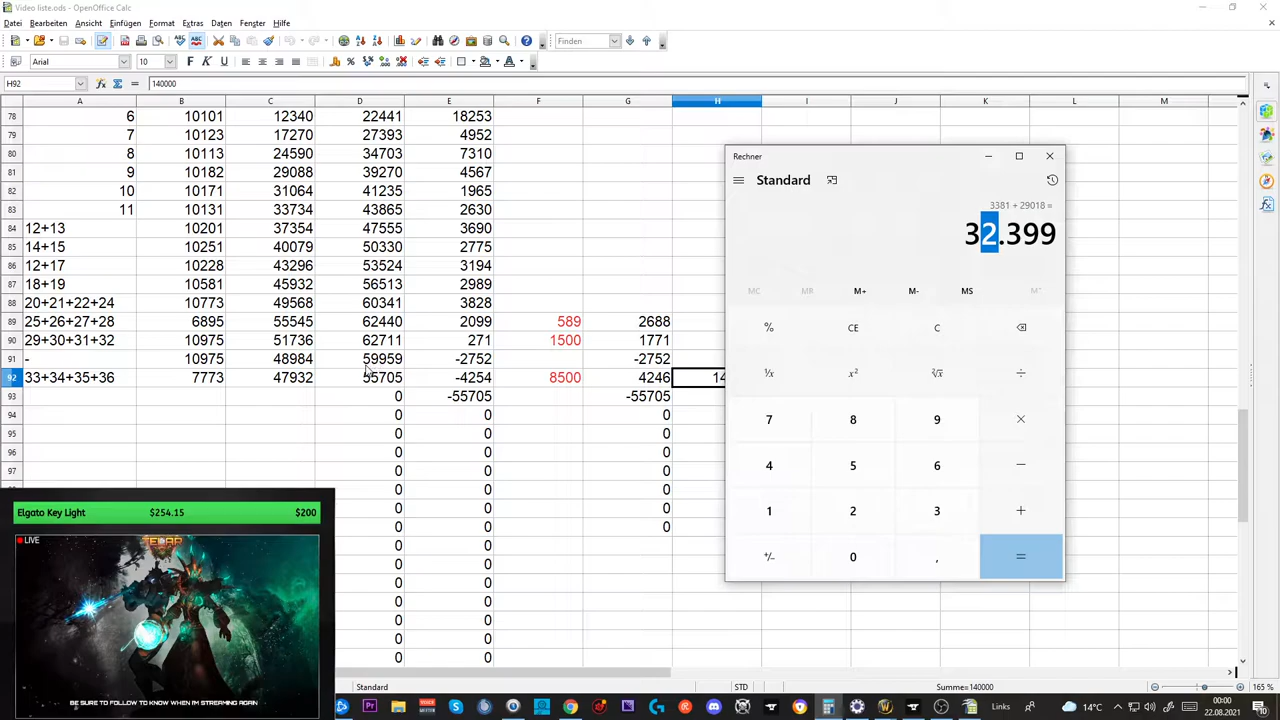 Video liste.ods - OpenOffice Calc
Datei Bearbeiten Ansicht Einfügen Format Extras Daten Fenster Hilfe
Finden
Arial 10
H92 140000
A B C D E F G H I J K L M
78 6 10101 12340 22441 18253
79 7 10123 17270 27393 4952
80 8 10113 24590 34703 7310
81 9 10182 29088 39270 4567
82 10 10171 31064 41235 1965
83 11 10131 33734 43865 2630
84 12+13 10201 37354 47555 3690
85 14+15 10251 40079 50330 2775
86 12+17 10228 43296 53524 3194
87 18+19 10581 45932 56513 2989
88 20+21+22+24 10773 49568 60341 3828
89 25+26+27+28 6895 55545 62440 2099 589 2688
90 29+30+31+32 10975 51736 62711 271 1500 1771
91 - 10975 48984 59959 -2752 -2752
92 33+34+35+36 7773 47932 55705 -4254 8500 4246 14
93 0 -55705 -55705
94 0 0 0
95 0 0 0
96 0 0 0
97 0 0 0
0 0 0
0 0 0
0 0 0
0 0
0 0
0 0
0 0
0 0
0 0
0 0
Rechner
Standard
3381 + 29018 =
32.399
MC MR M+ M- MS
% CE C
¹/x x² ²√x ÷
7 8 9 ×
4 5 6 −
1 2 3 +
+/− 0 , =
Elgato Key Light $254.15 $200
LIVE
BE SURE TO FOLLOW TO KNOW WHEN I'M STREAMING AGAIN
Standard STD Summe=140000 165 %
Links 14°C
00:00
22.08.2021